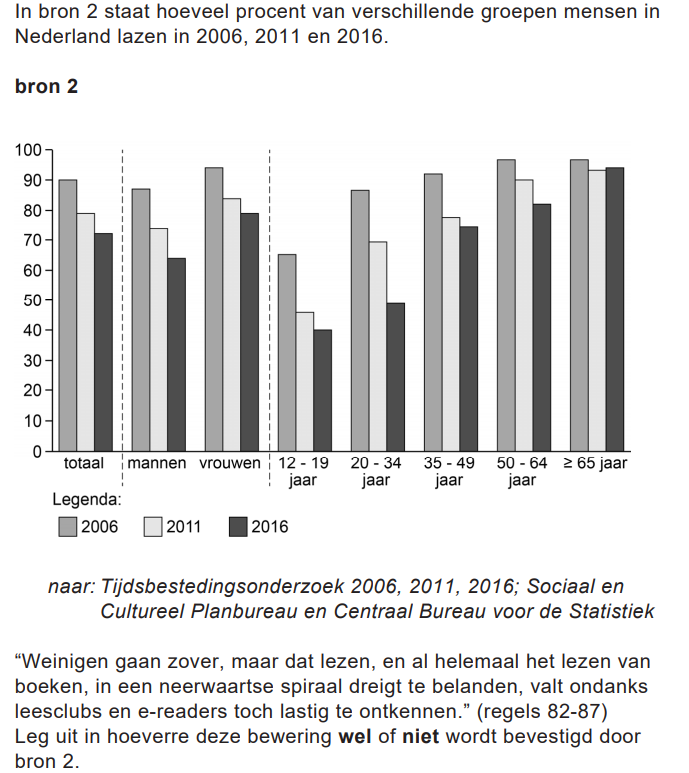 In bron 2 staat hoeveel procent van verschillende groepen mensen in
Nederland lazen in 2006, 2011 en 2016.
bron 2
100
90
80
70
60
50
40
30
20
10
0
totaal mannen vrouwen 12 - 19 20 - 34 35 - 49 50 - 64 ≥ 65 jaar
jaar jaar jaar jaar
Legenda:
2006 2011 2016
naar: Tijdsbestedingsonderzoek 2006, 2011, 2016; Sociaal en
Cultureel Planbureau en Centraal Bureau voor de Statistiek
“Weinigen gaan zover, maar dat lezen, en al helemaal het lezen van
boeken, in een neerwaartse spiraal dreigt te belanden, valt ondanks
leesclubs en e-readers toch lastig te ontkennen.” (regels 82-87)
Leg uit in hoeverre deze bewering wel of niet wordt bevestigd door
bron 2.